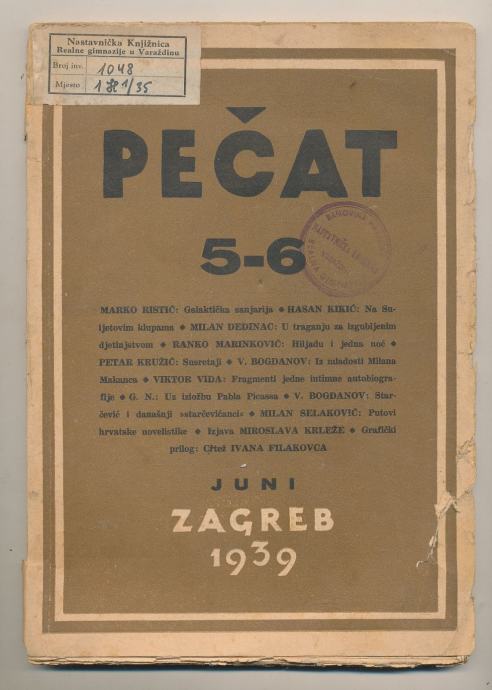 Nastavnička Knjižnica
Realne gimnazije u Varaždinu
Broj inv. 1048
Mjesto
PEČAT
5-6
MARKO RISTIĆ: Galaktička sanjarija ◆ HASAN KIKIĆ: Na Su-
ljetovim klupama ◆ MILAN DEDINAC: U traganju za izgubljenim
djetinjstvom ◆ RANKO MARINKOVIĆ: Hiljadu i jedna noć ◆
PETAR KRUŽIĆ: Susretaji ◆ V. BOGDANOV: Iz mladosti Milana
Makanca ◆ VIKTOR VIDA: Fragmenti jedne intimne autobiogra-
fije ◆ G. N.: Uz izložbu Pabla Picassa ◆ V. BOGDANOV: Star-
čević i današnji »starčevićanci« ◆ MILAN SELAKOVIĆ: Putovi
hrvatske novelistike ◆ Izjava MIROSLAVA KRLEŽE ◆ Grafički
prilog: Crtež IVANA FILAKOVCA
JUNI
ZAGREB
1939